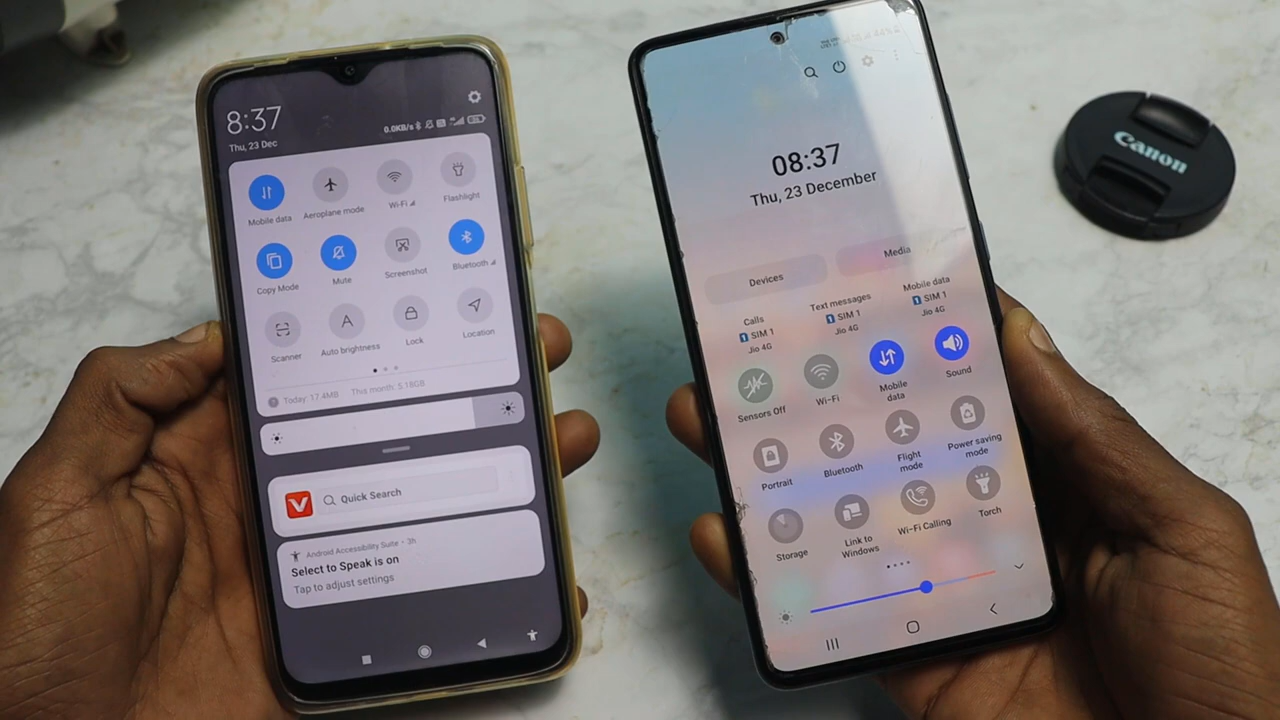 8:37
Thu, 23 Dec
0.0KB/s
Mobile data
Aeroplane mode
Wi-Fi
Flashlight
Copy Mode
Mute
Screenshot
Bluetooth
Scanner
A
Auto brightness
Lock
Location
Today: 17.4MB
This month: 5.18GB
Quick Search
Android Accessibility Suite • 3h
Select to Speak is on
Tap to adjust settings
44%
08:37
Thu, 23 December
Devices
Media
Calls
1 SIM 1
Jio 4G
Text messages
1 SIM 1
Jio 4G
Mobile data
1 SIM 1
Jio 4G
Sensors Off
Wi-Fi
Mobile
data
Sound
Portrait
Bluetooth
Flight
mode
Power saving
mode
Storage
Link to
Windows
Wi-Fi Calling
Torch
Canon